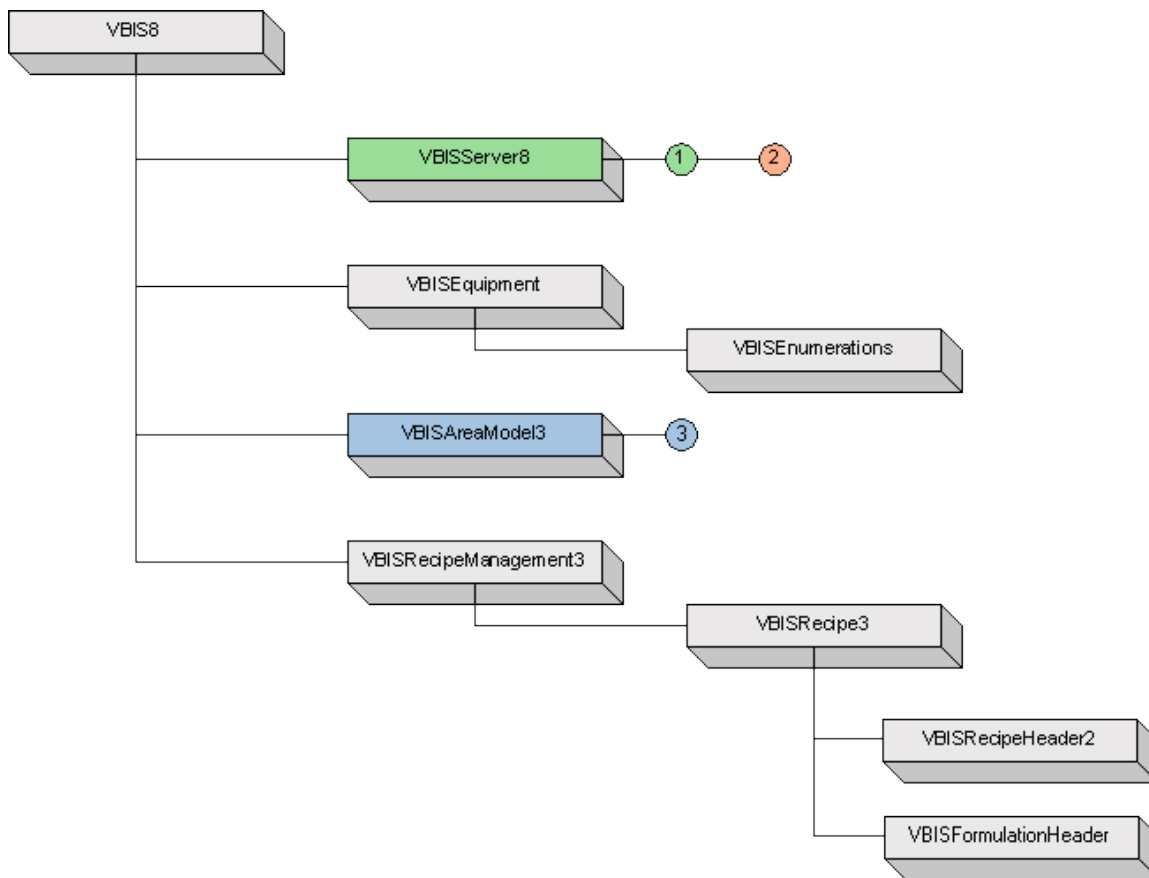 VBIS8
VBISServer8
1
2
VBISEquipment
VBISEnumerations
VBISAreaModel3
3
VBISRecipeManagement3
VBISRecipe3
VBISRecipeHeader2
VBISFormulationHeader